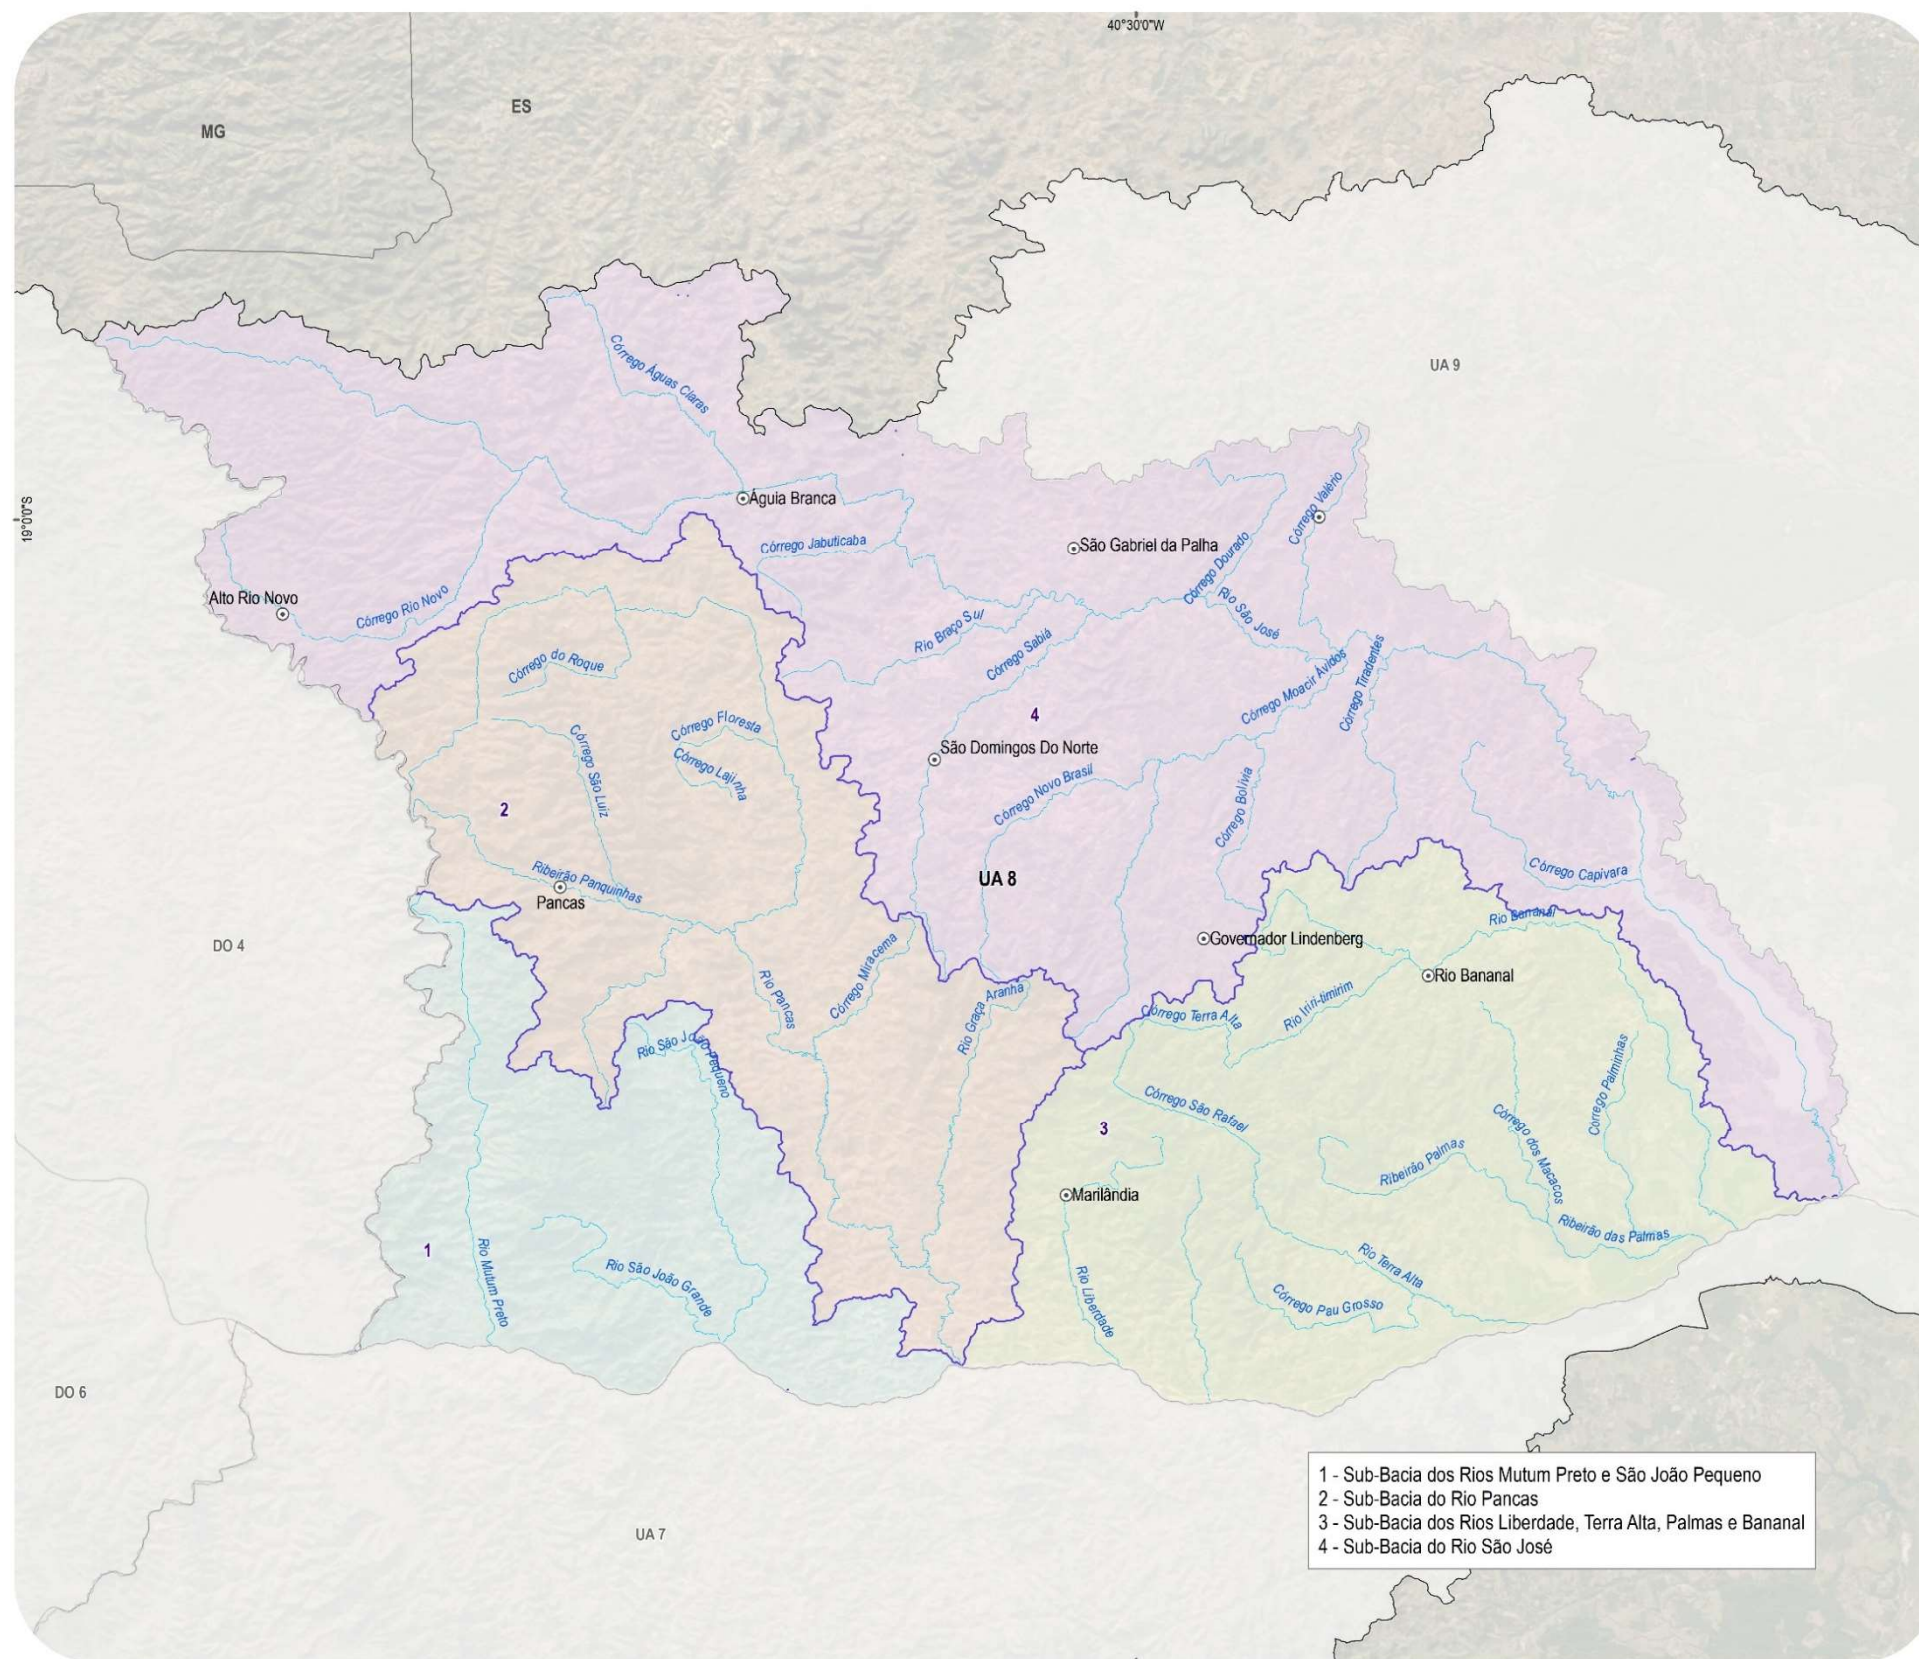 40°30'0"W
ES
MG
UA 9
Córrego Águas Claras
19°0'0"S
Águia Branca
Córrego Valério
Córrego Jabuticaba
São Gabriel da Palha
Córrego Dourado
Alto Rio Novo
Córrego Rio Novo
Rio Braço Sul
Rio São José
Córrego Sabiá
Córrego do Roque
Córrego Moacir Ávidos
Córrego Tiradentes
4
Córrego Floresta
São Domingos Do Norte
Córrego São Luiz
Córrego Lajinha
Córrego Novo Brasil
Córrego Bolívia
2
Ribeirão Panquinhas
UA 8
Córrego Capivara
Pancas
Rio Barranal
DO 4
Governador Lindenberg
Córrego Miracema
Rio Bananal
Rio Pancas
Rio Graça Aranha
Rio Iriri-timirim
Córrego Terra Alta
Rio São João Pequeno
Córrego Palminhas
Córrego São Rafael
3
Córrego dos Macacos
Ribeirão Palmas
Marilândia
Ribeirão das Palmas
1
Rio Mutum Preto
Rio São João Grande
Rio Liberdade
Rio Terra Alta
Córrego Pau Grosso
DO 6
UA 7
1 - Sub-Bacia dos Rios Mutum Preto e São João Pequeno
2 - Sub-Bacia do Rio Pancas
3 - Sub-Bacia dos Rios Liberdade, Terra Alta, Palmas e Bananal
4 - Sub-Bacia do Rio São José